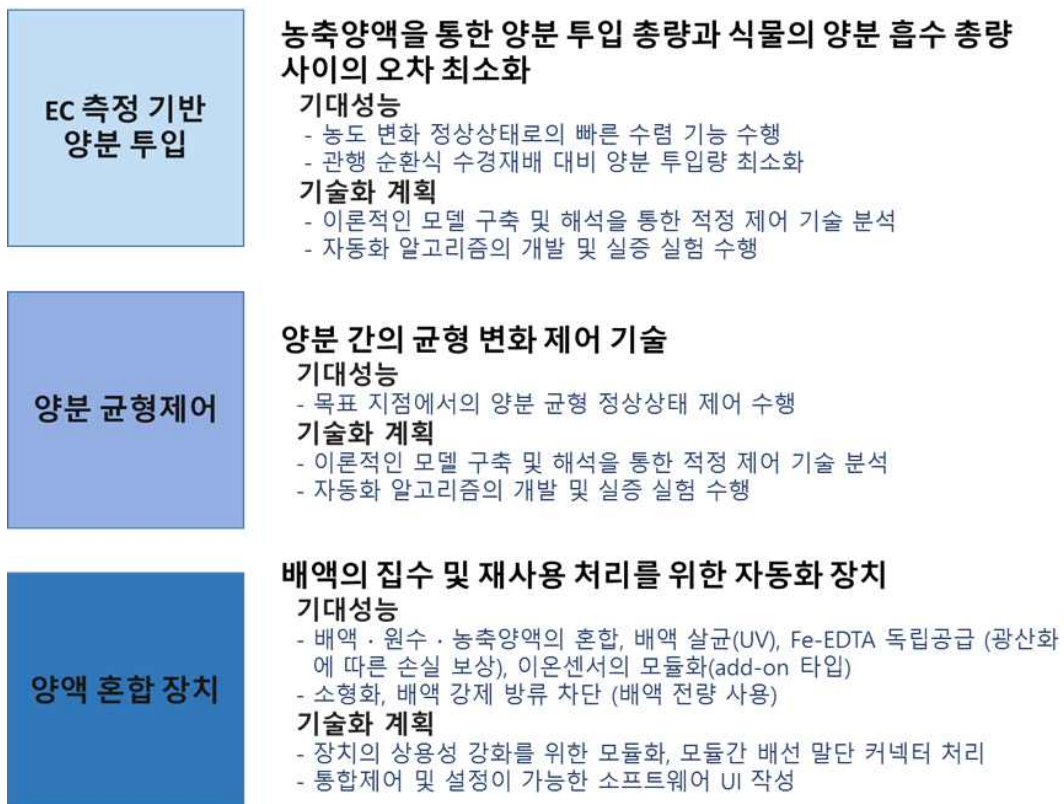 EC 측정 기반
양분 투입
농축양액을 통한 양분 투입 총량과 식물의 양분 흡수 총량
사이의 오차 최소화
기대성능
- 농도 변화 정상상태로의 빠른 수렴 기능 수행
- 관행 순환식 수경재배 대비 양분 투입량 최소화
기술화 계획
- 이론적인 모델 구축 및 해석을 통한 적정 제어 기술 분석
- 자동화 알고리즘의 개발 및 실증 실험 수행
양분 균형제어
양분 간의 균형 변화 제어 기술
기대성능
- 목표 지점에서의 양분 균형 정상상태 제어 수행
기술화 계획
- 이론적인 모델 구축 및 해석을 통한 적정 제어 기술 분석
- 자동화 알고리즘의 개발 및 실증 실험 수행
양액 혼합 장치
배액의 집수 및 재사용 처리를 위한 자동화 장치
기대성능
- 배액 · 원수 · 농축양액의 혼합, 배액 살균(UV), Fe-EDTA 독립공급 (광산화
에 따른 손실 보상), 이온센서의 모듈화(add-on 타입)
- 소형화, 배액 강제 방류 차단 (배액 전량 사용)
기술화 계획
- 장치의 상용성 강화를 위한 모듈화, 모듈간 배선 말단 커넥터 처리
- 통합제어 및 설정이 가능한 소프트웨어 UI 작성